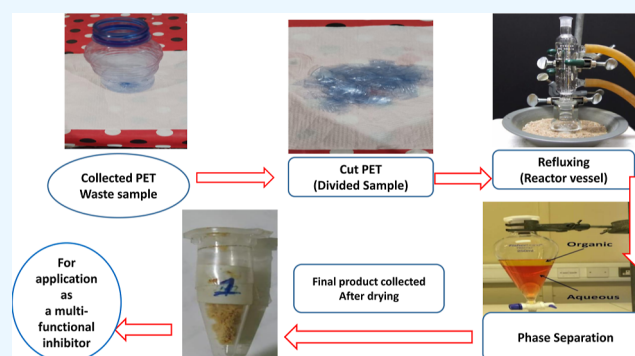 Collected PET
Waste sample
Cut PET
(Divided Sample)
Refluxing
(Reactor vessel)
Organic
Aqueous
Phase Separation
Final product collected
After drying
For
application
as
a multi-
functional
inhibitor